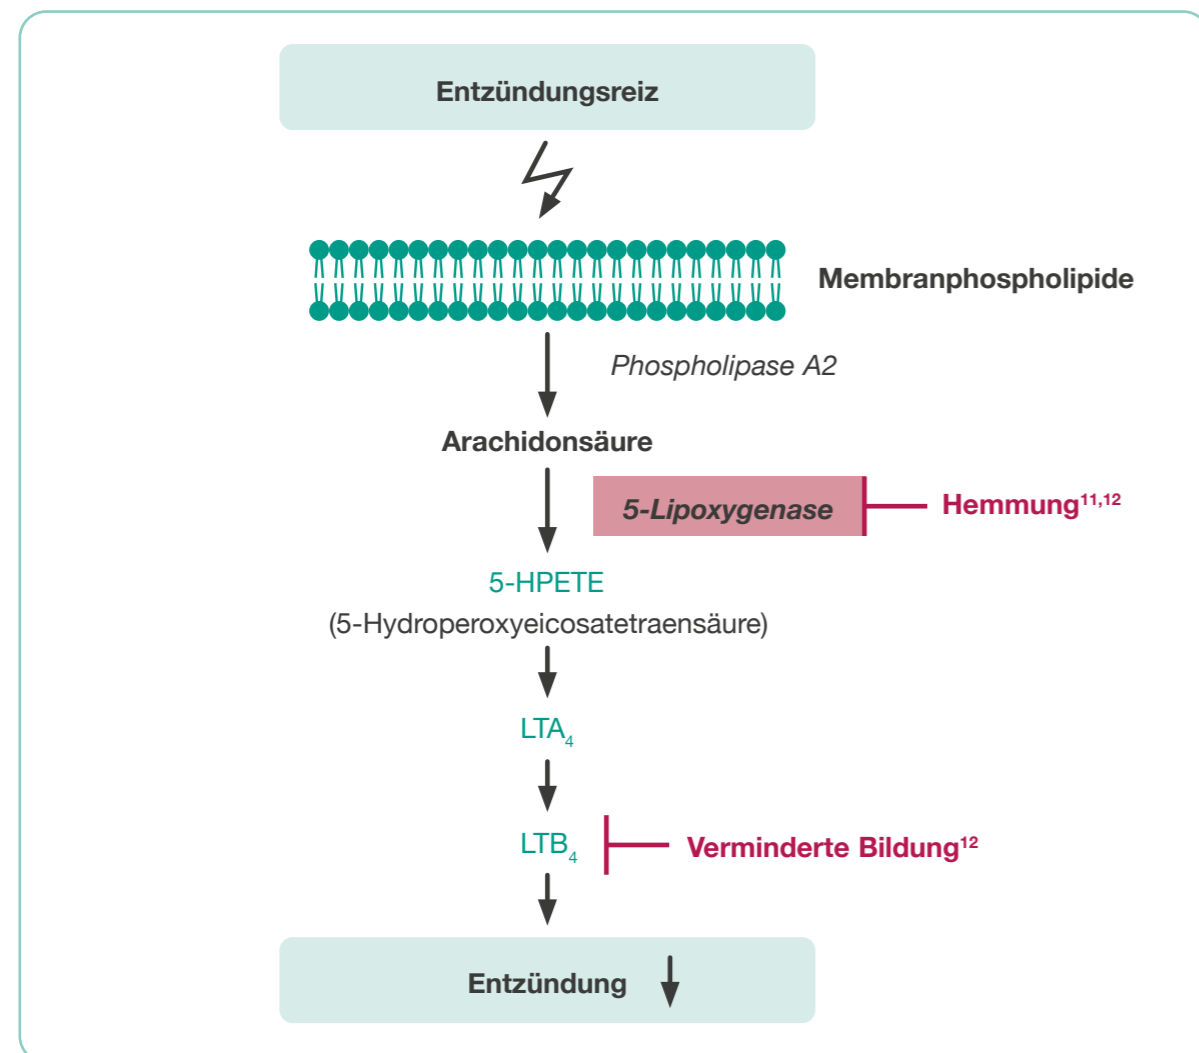 Entzündungsreiz
Membranphospholipide
Phospholipase A2
Arachidonsäure
5-Lipoxygenase
Hemmung¹¹,¹²
5-HPETE
(5-Hydroperoxyeicosatetraensäure)
LTA₄
LTB₄
Verminderte Bildung¹²
Entzündung